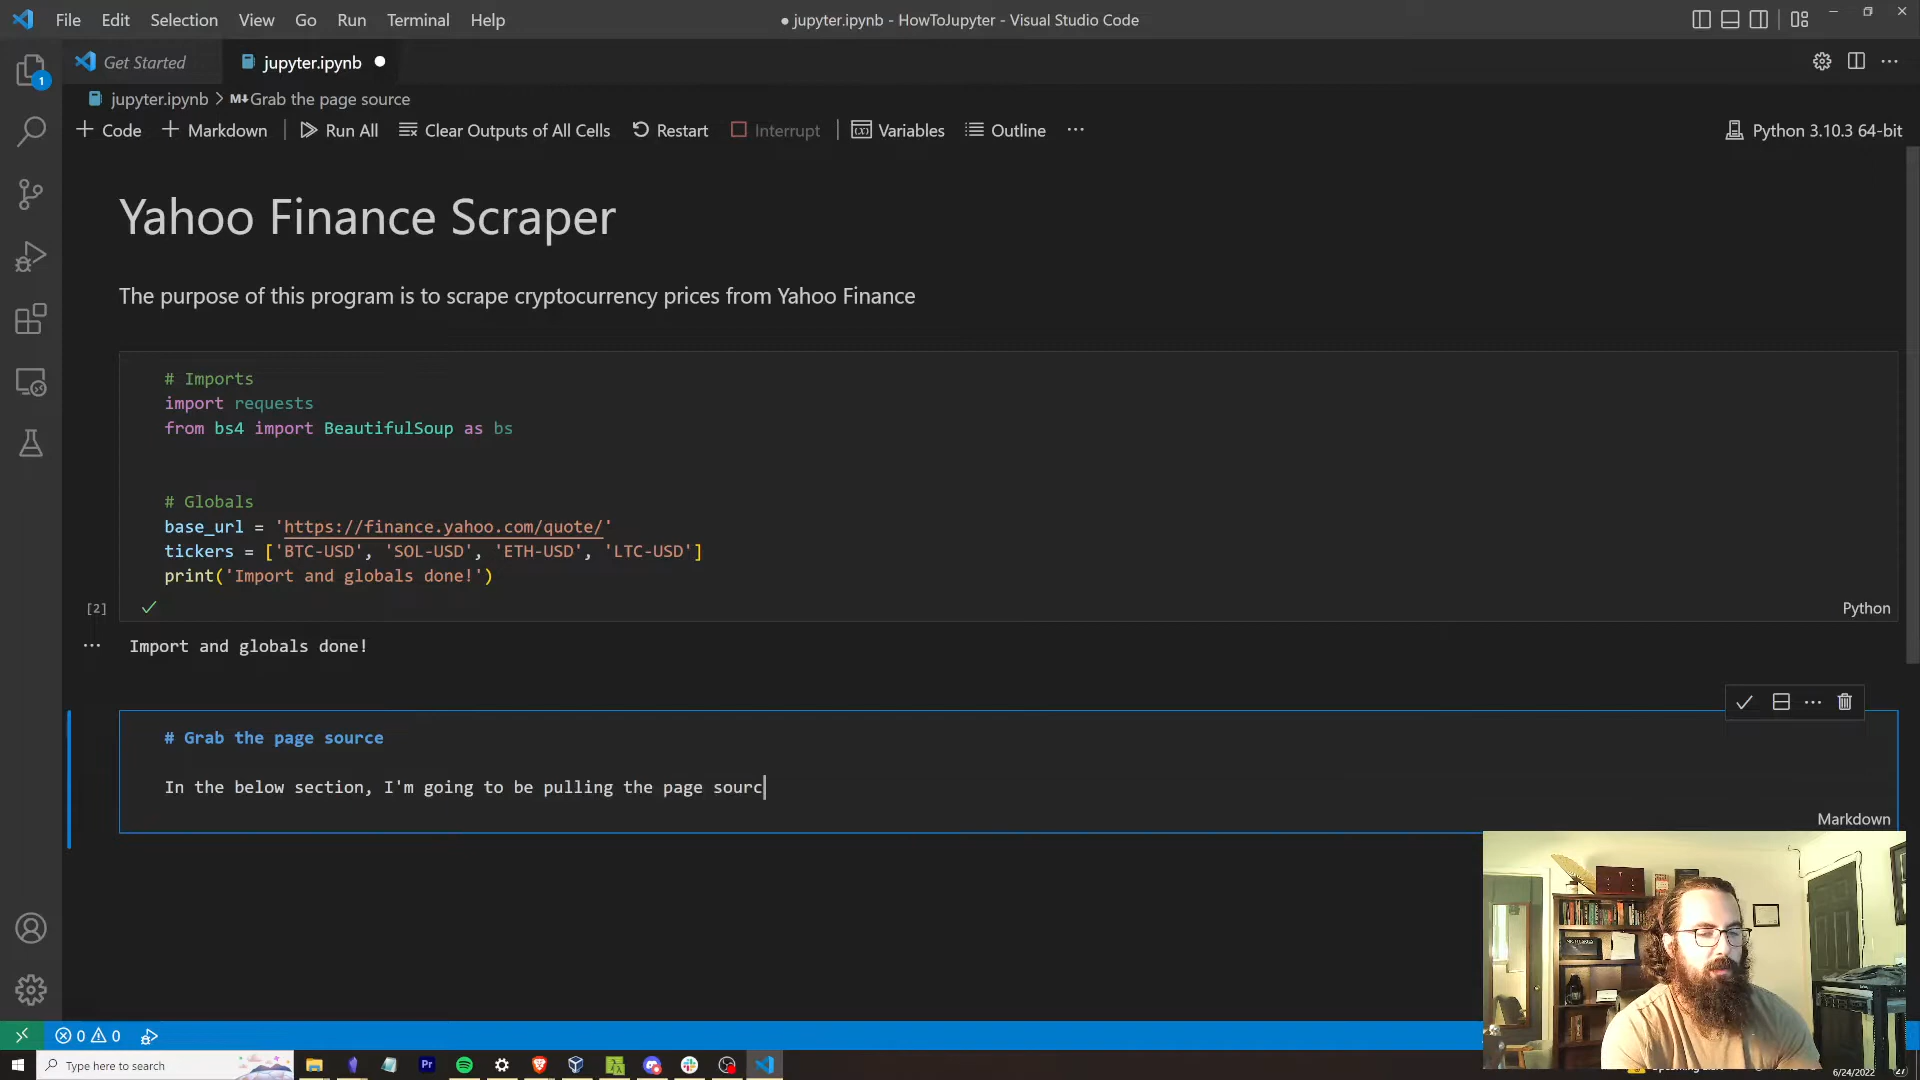 File Edit Selection View Go Run Terminal Help
● jupyter.ipynb - HowToJupyter - Visual Studio Code
1
Get Started
jupyter.ipynb ●
jupyter.ipynb > M↓Grab the page source
+ Code + Markdown Run All Clear Outputs of All Cells Restart Interrupt Variables Outline ...
Python 3.10.3 64-bit
Yahoo Finance Scraper
The purpose of this program is to scrape cryptocurrency prices from Yahoo Finance
# Imports
import requests
from bs4 import BeautifulSoup as bs
# Globals
base_url = 'https://finance.yahoo.com/quote/'
tickers = ['BTC-USD', 'SOL-USD', 'ETH-USD', 'LTC-USD']
print('Import and globals done!')
[2]
Python
... Import and globals done!
# Grab the page source
In the below section, I'm going to be pulling the page sourc
Markdown
0 0
Type here to search
Pr
6/24/2022
27